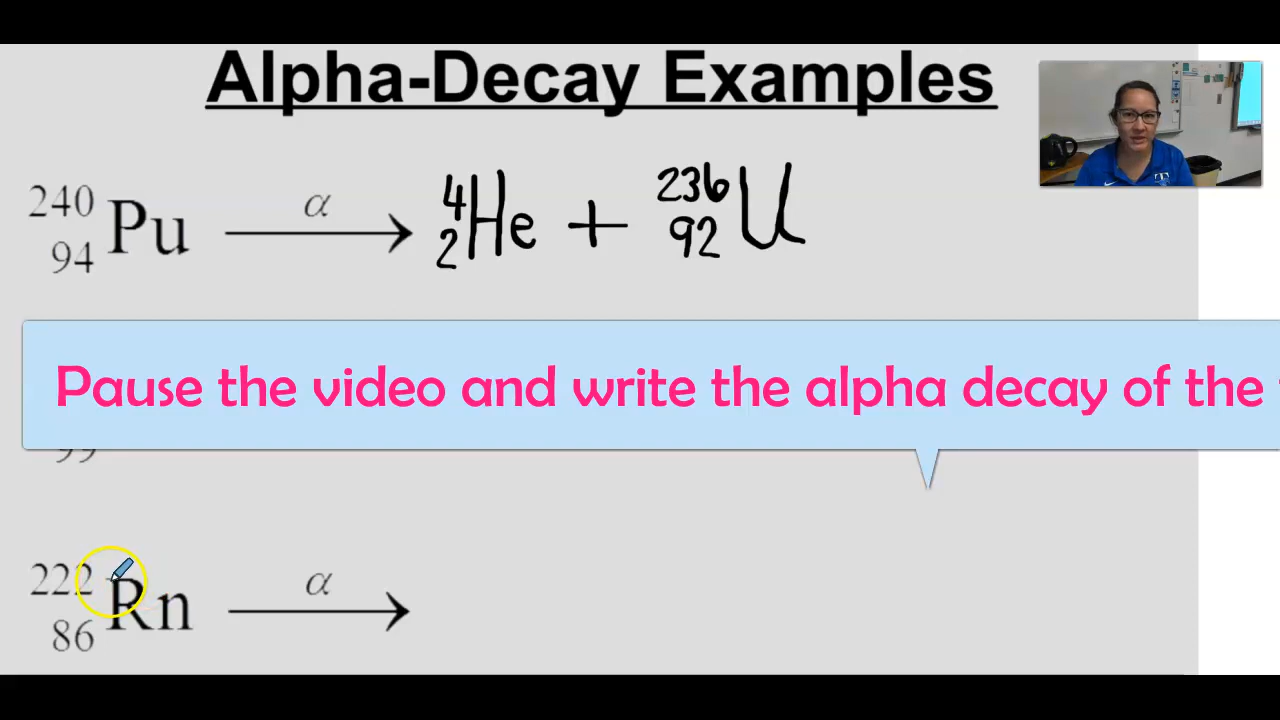 Alpha-Decay Examples
240 94 Pu α → 4 2 He + 236 92 U
Pause the video and write the alpha decay of the
99
222 86 Rn α →